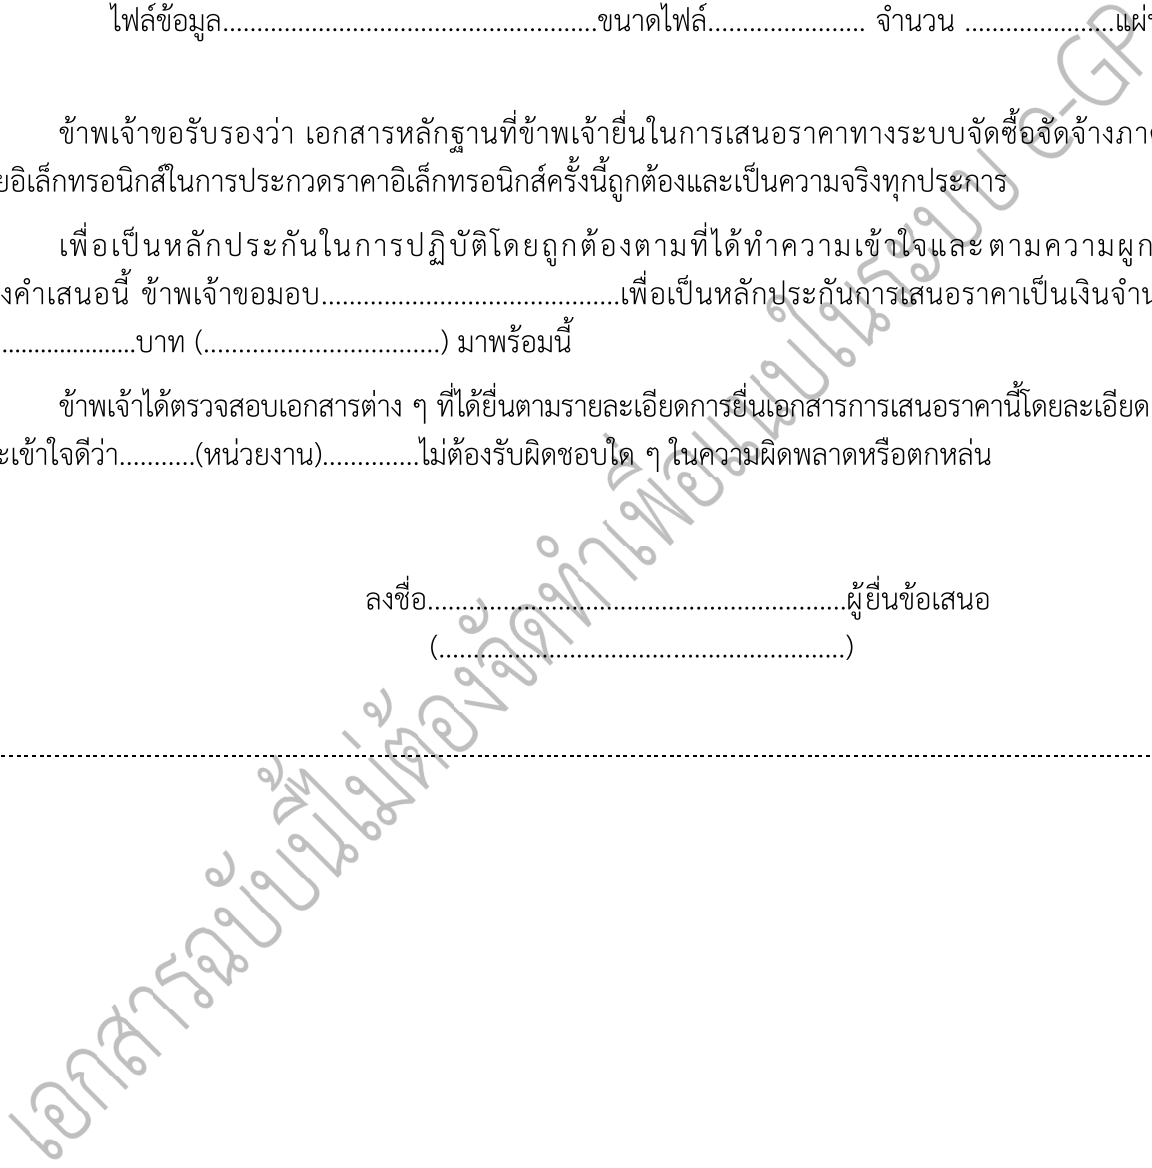 ไฟล์ข้อมูล.......................................................ขนาดไฟล์....................... จำนวน ......................แผ่
ข้าพเจ้าขอรับรองว่า เอกสารหลักฐานที่ข้าพเจ้ายื่นในการเสนอราคาทางระบบจัดซื้อจัดจ้างภา
ยอิเล็กทรอนิกส์ในการประกวดราคาอิเล็กทรอนิกส์ครั้งนี้ถูกต้องและเป็นความจริงทุกประการ
เพื่อเป็นหลักประกันในการปฏิบัติโดยถูกต้องตามที่ได้ทำความเข้าใจและตามความผูก
งคำเสนอนี้ ข้าพเจ้าขอมอบ...........................................เพื่อเป็นหลักประกันการเสนอราคาเป็นเงินจำน
........................บาท (..................................) มาพร้อมนี้
ข้าพเจ้าได้ตรวจสอบเอกสารต่าง ๆ ที่ได้ยื่นตามรายละเอียดการยื่นเอกสารการเสนอราคานี้โดยละเอียด
ะเข้าใจดีว่า...........(หน่วยงาน)..............ไม่ต้องรับผิดชอบใด ๆ ในความผิดพลาดหรือตกหล่น
ลงชื่อ.............................................................ผู้ยื่นข้อเสนอ
(...........................................................)
เอกสารฉบับนี้ไม่ต้องจัดทำเพื่อแนบในระบบ e-GP